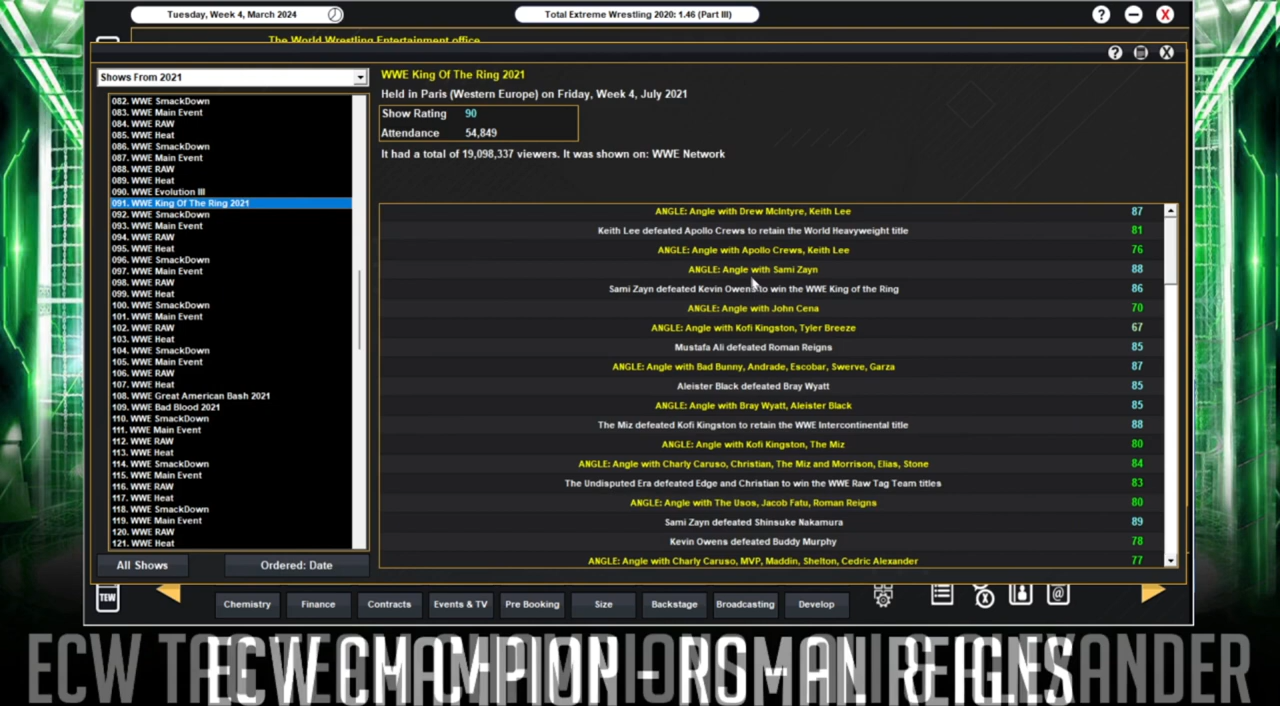 Tuesday, Week 4, March 2024
Total Extreme Wrestling 2020: 1.46 (Part III)
?
X
The World Wrestling Entertainment office
?
X
Shows From 2021
082. WWE SmackDown
083. WWE Main Event
084. WWE RAW
085. WWE Heat
086. WWE SmackDown
087. WWE Main Event
088. WWE RAW
089. WWE Heat
090. WWE Evolution III
091. WWE King Of The Ring 2021
092. WWE SmackDown
093. WWE Main Event
094. WWE RAW
095. WWE Heat
096. WWE SmackDown
097. WWE Main Event
098. WWE RAW
099. WWE Heat
100. WWE SmackDown
101. WWE Main Event
102. WWE RAW
103. WWE Heat
104. WWE SmackDown
105. WWE Main Event
106. WWE RAW
107. WWE Heat
108. WWE Great American Bash 2021
109. WWE Bad Blood 2021
110. WWE SmackDown
111. WWE Main Event
112. WWE RAW
113. WWE Heat
114. WWE SmackDown
115. WWE Main Event
116. WWE RAW
117. WWE Heat
118. WWE SmackDown
119. WWE Main Event
120. WWE RAW
121. WWE Heat
All Shows
Ordered: Date
WWE King Of The Ring 2021
Held in Paris (Western Europe) on Friday, Week 4, July 2021
Show Rating 90
Attendance 54,849
It had a total of 19,098,337 viewers. It was shown on: WWE Network
ANGLE: Angle with Drew McIntyre, Keith Lee 87
Keith Lee defeated Apollo Crews to retain the World Heavyweight title 81
ANGLE: Angle with Apollo Crews, Keith Lee 76
ANGLE: Angle with Sami Zayn 88
Sami Zayn defeated Kevin Owens to win the WWE King of the Ring 86
ANGLE: Angle with John Cena 70
ANGLE: Angle with Kofi Kingston, Tyler Breeze 67
Mustafa Ali defeated Roman Reigns 85
ANGLE: Angle with Bad Bunny, Andrade, Escobar, Swerve, Garza 87
Aleister Black defeated Bray Wyatt 85
ANGLE: Angle with Bray Wyatt, Aleister Black 85
The Miz defeated Kofi Kingston to retain the WWE Intercontinental title 88
ANGLE: Angle with Kofi Kingston, The Miz 80
ANGLE: Angle with Charly Caruso, Christian, The Miz and Morrison, Elias, Stone 84
The Undisputed Era defeated Edge and Christian to win the WWE Raw Tag Team titles 83
ANGLE: Angle with The Usos, Jacob Fatu, Roman Reigns 80
Sami Zayn defeated Shinsuke Nakamura 89
Kevin Owens defeated Buddy Murphy 78
ANGLE: Angle with Charly Caruso, MVP, Maddin, Shelton, Cedric Alexander 77
TEW
Chemistry
Finance
Contracts
Events & TV
Pre Booking
Size
Backstage
Broadcasting
Develop
X
@
ECW CHAMPION - ROMAN REIGNS